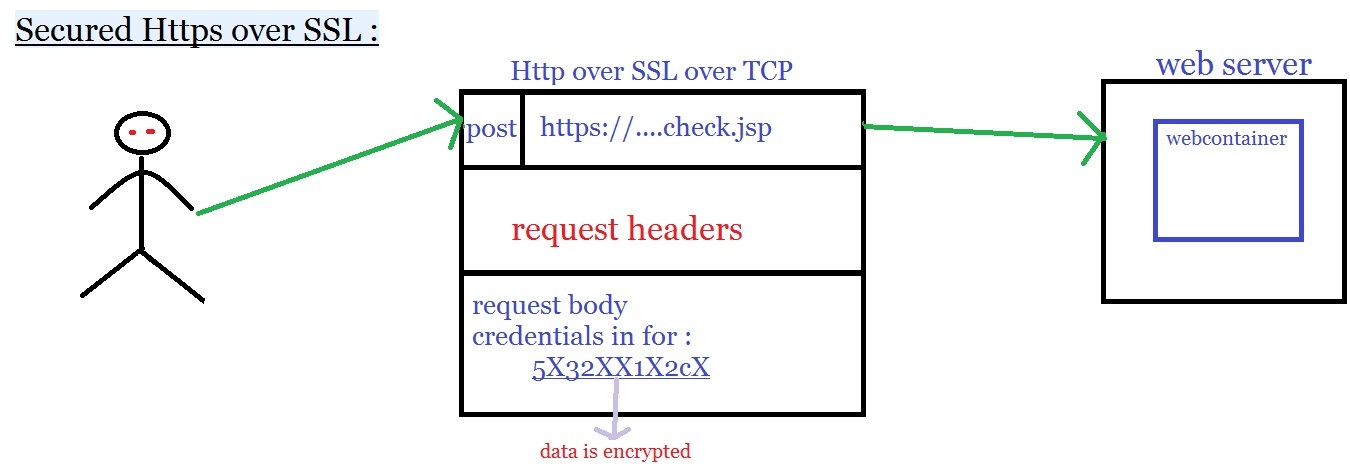 Secured Https over SSL :
Http over SSL over TCP
web server
post
https://....check.jsp
webcontainer
request headers
request body
credentials in for :
5X32XX1X2cX
data is encrypted